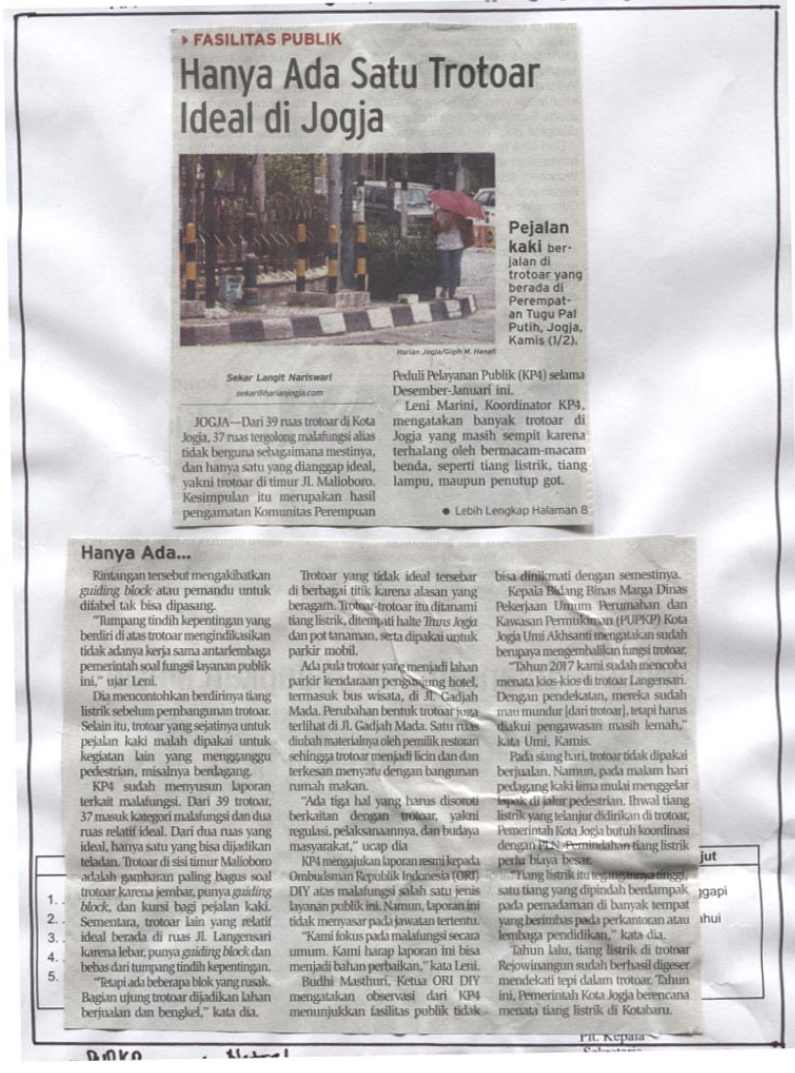 FASILITAS PUBLIK
Hanya Ada Satu Trotoar
Ideal di Jogja
Pejalan
kaki ber-
jalan di
trotoar yang
berada di
Perempat-
an Tugu Pal
Putih, Jogja,
Kamis (1/2).
Harian Jogja/Gigih M. Hanafi
Sekar Langit Nariswari
sekar@harianjogja.com
JOGJA—Dari 39 ruas trotoar di Kota
Jogja, 37 ruas tergolong malafungsi alias
tidak berguna sebagaimana mestinya,
dan hanya satu yang dianggap ideal,
yakni trotoar di timur Jl. Malioboro.
Kesimpulan itu merupakan hasil
pengamatan Komunitas Perempuan
Peduli Pelayanan Publik (KP4) selama
Desember-Januari ini.
Leni Marini, Koordinator KP4,
mengatakan banyak trotoar di
Jogja yang masih sempit karena
terhalang oleh bermacam-macam
benda, seperti tiang listrik, tiang
lampu, maupun penutup got.
● Lebih Lengkap Halaman 8
Hanya Ada...
Rintangan tersebut mengakibatkan
guiding block atau pemandu untuk
difabel tak bisa dipasang.
"Tumpang tindih kepentingan yang
berdiri di atas trotoar mengindikasikan
tidak adanya kerja sama antarlembaga
pemerintah soal fungsi layanan publik
ini," ujar Leni.
Dia mencontohkan berdirinya tiang
listrik sebelum pembangunan trotoar.
Selain itu, trotoar yang sejatinya untuk
pejalan kaki malah dipakai untuk
kegiatan lain yang mengganggu
pedestrian, misalnya berdagang.
KP4 sudah menyusun laporan
terkait malafungsi. Dari 39 trotoar,
37 masuk kategori malafungsi dan dua
ruas relatif ideal. Dari dua ruas yang
ideal, hanya satu yang bisa dijadikan
teladan. Trotoar di sisi timur Malioboro
adalah gambaran paling bagus soal
trotoar karena jembar, punya guiding
block, dan kursi bagi pejalan kaki.
Sementara, trotoar lain yang relatif
ideal berada di ruas Jl. Langensari
karena lebar, punya guiding block dan
bebas dari tumpang tindih kepentingan.
"Tetapi ada beberapa blok yang rusak.
Bagian ujung trotoar dijadikan lahan
berjualan dan bengkel," kata dia.
Trotoar yang tidak ideal tersebar
di berbagai titik karena alasan yang
beragam. Trotoar-trotoar itu ditanami
tiang listrik, ditempati halte Trans Jogja
dan pot tanaman, serta dipakai untuk
parkir mobil.
Ada pula trotoar yang menjadi lahan
parkir kendaraan pengunjung hotel,
termasuk bus wisata, di Jl. Gadjah
Mada. Perubahan bentuk trotoar juga
terlihat di Jl. Gadjah Mada. Satu ruas
diubah materialnya oleh pemilik restoran
sehingga trotoar menjadi licin dan dan
terkesan menyatu dengan bangunan
rumah makan.
"Ada tiga hal yang harus disoroti
berkaitan dengan trotoar, yakni
regulasi, pelaksanaannya, dan budaya
masyarakat," ucap dia
KP4 mengajukan laporan resmi kepada
Ombudsman Republik Indonesia (ORI)
DIY atas malafungsi salah satu jenis
layanan publik ini. Namun, laporan ini
tidak menyasar pada jawatan tertentu.
"Kami fokus pada malafungsi secara
umum. Kami harap laporan ini bisa
menjadi bahan perbaikan," kata Leni.
Budhi Masthuri, Ketua ORI DIY
mengatakan observasi dari KP4
menunjukkan fasilitas publik tidak
bisa dinikmati dengan semestinya.
Kepala Bidang Binas Marga Dinas
Pekerjaan Umum Perumahan dan
Kawasan Permukiman (PUPKP) Kota
Jogja Umi Akhsanti mengatakan sudah
berupaya mengembalikan fungsi trotoar.
"Tahun 2017 kami sudah mencoba
menata kios-kios di trotoar Langensari.
Dengan pendekatan, mereka sudah
mau mundur [dari trotoar], tetapi harus
diakui pengawasan masih lemah,"
kata Umi, Kamis.
Pada siang hari, trotoar tidak dipakai
berjualan. Namun, pada malam hari
pedagang kaki lima mulai menggelar
lapak di jalur pedestrian. Ihwal tiang
listrik yang telanjur didirikan di trotoar,
Pemerintah Kota Jogja butuh koordinasi
dengan PLN. Pemindahan tiang listrik
perlu biaya besar.
"Tiang listrik itu tegangannya tinggi,
satu tiang yang dipindah berdampak
pada pemadaman di banyak tempat
yang berimbas pada perkantoran atau
lembaga pendidikan," kata dia.
Tahun lalu, tiang listrik di trotoar
Rejowinangun sudah berhasil digeser
mendekati tepi dalam trotoar. Tahun
ini, Pemerintah Kota Jogja berencana
menata tiang listrik di Kotabaru.
jut
1. .
2. .
3. .
4. .
5.
ggapi
ahui
Plt. Kepala